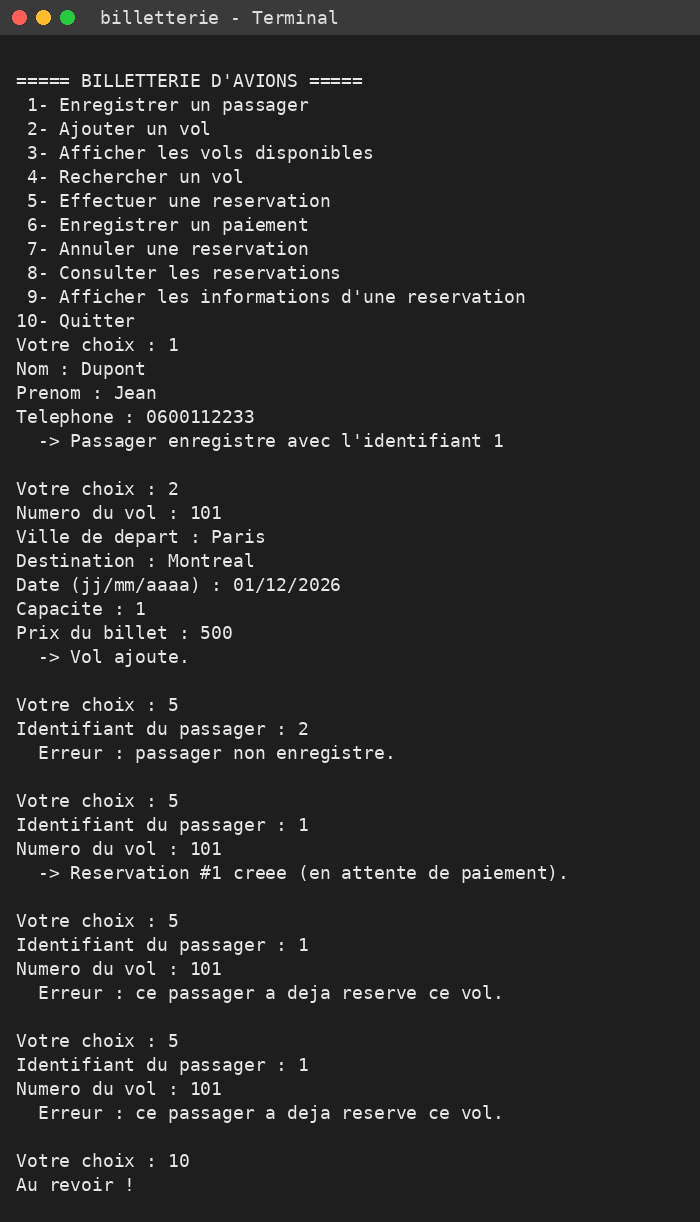 billetterie - Terminal
===== BILLETTERIE D'AVIONS =====
 1- Enregistrer un passager
 2- Ajouter un vol
 3- Afficher les vols disponibles
 4- Rechercher un vol
 5- Effectuer une reservation
 6- Enregistrer un paiement
 7- Annuler une reservation
 8- Consulter les reservations
 9- Afficher les informations d'une reservation
10- Quitter
Votre choix : 1
Nom : Dupont
Prenom : Jean
Telephone : 0600112233
  -> Passager enregistre avec l'identifiant 1
Votre choix : 2
Numero du vol : 101
Ville de depart : Paris
Destination : Montreal
Date (jj/mm/aaaa) : 01/12/2026
Capacite : 1
Prix du billet : 500
  -> Vol ajoute.
Votre choix : 5
Identifiant du passager : 2
  Erreur : passager non enregistre.
Votre choix : 5
Identifiant du passager : 1
Numero du vol : 101
  -> Reservation #1 creee (en attente de paiement).
Votre choix : 5
Identifiant du passager : 1
Numero du vol : 101
  Erreur : ce passager a deja reserve ce vol.
Votre choix : 5
Identifiant du passager : 1
Numero du vol : 101
  Erreur : ce passager a deja reserve ce vol.
Votre choix : 10
Au revoir !